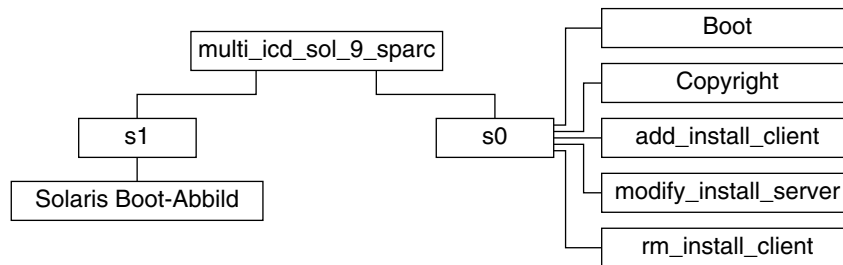 multi_icd_sol_9_sparc
s1
Solaris Boot-Abbild
s0
Boot
Copyright
add_install_client
modify_install_server
rm_install_client